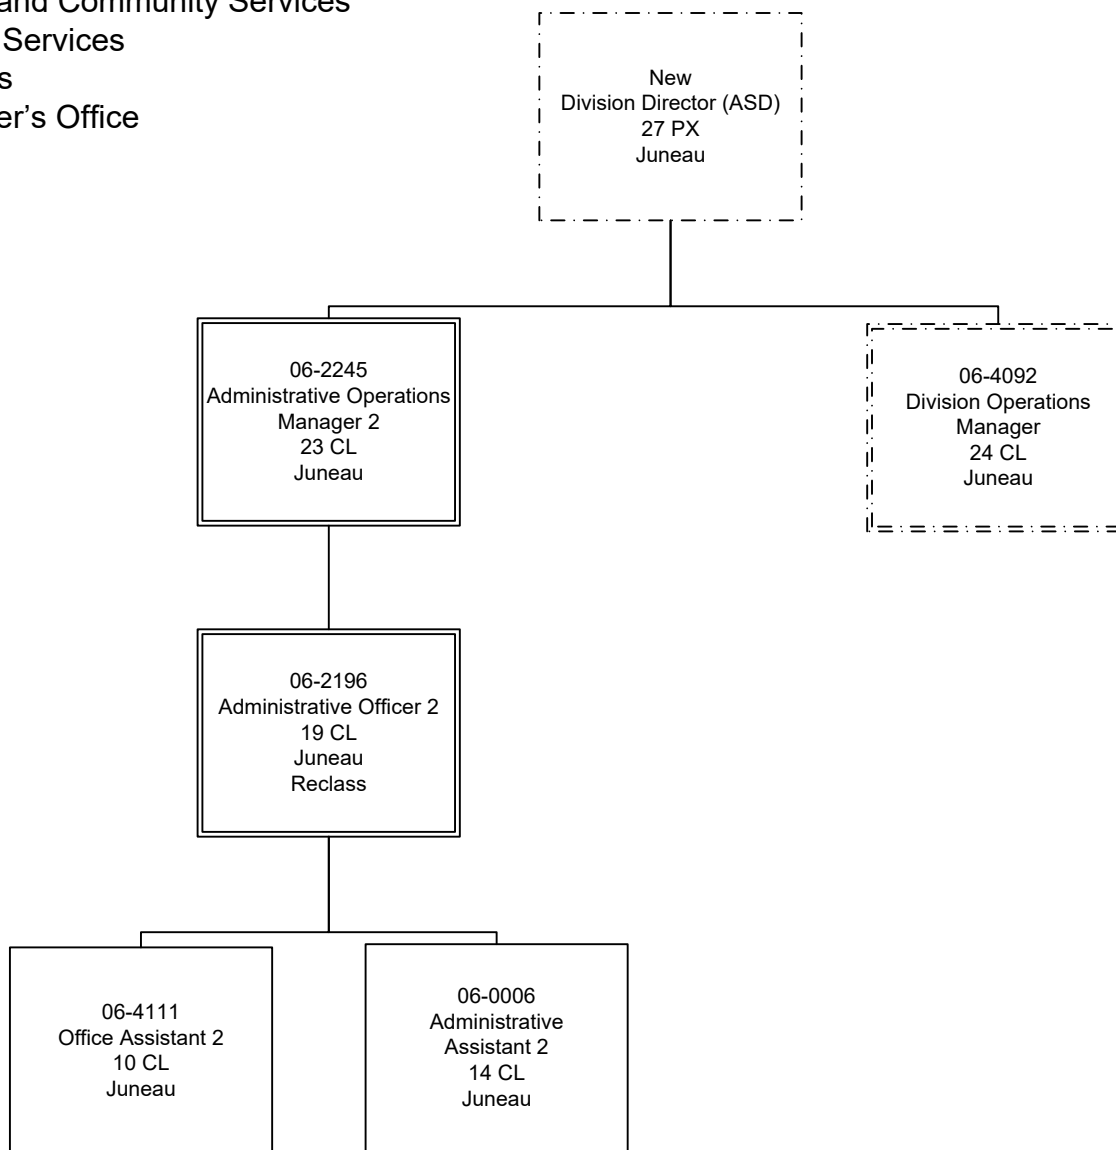 and Community Services
Services
s
er’s Office
New
Division Director (ASD)
27 PX
Juneau
06-2245
Administrative Operations
Manager 2
23 CL
Juneau
06-4092
Division Operations
Manager
24 CL
Juneau
06-2196
Administrative Officer 2
19 CL
Juneau
Reclass
06-4111
Office Assistant 2
10 CL
Juneau
06-0006
Administrative
Assistant 2
14 CL
Juneau